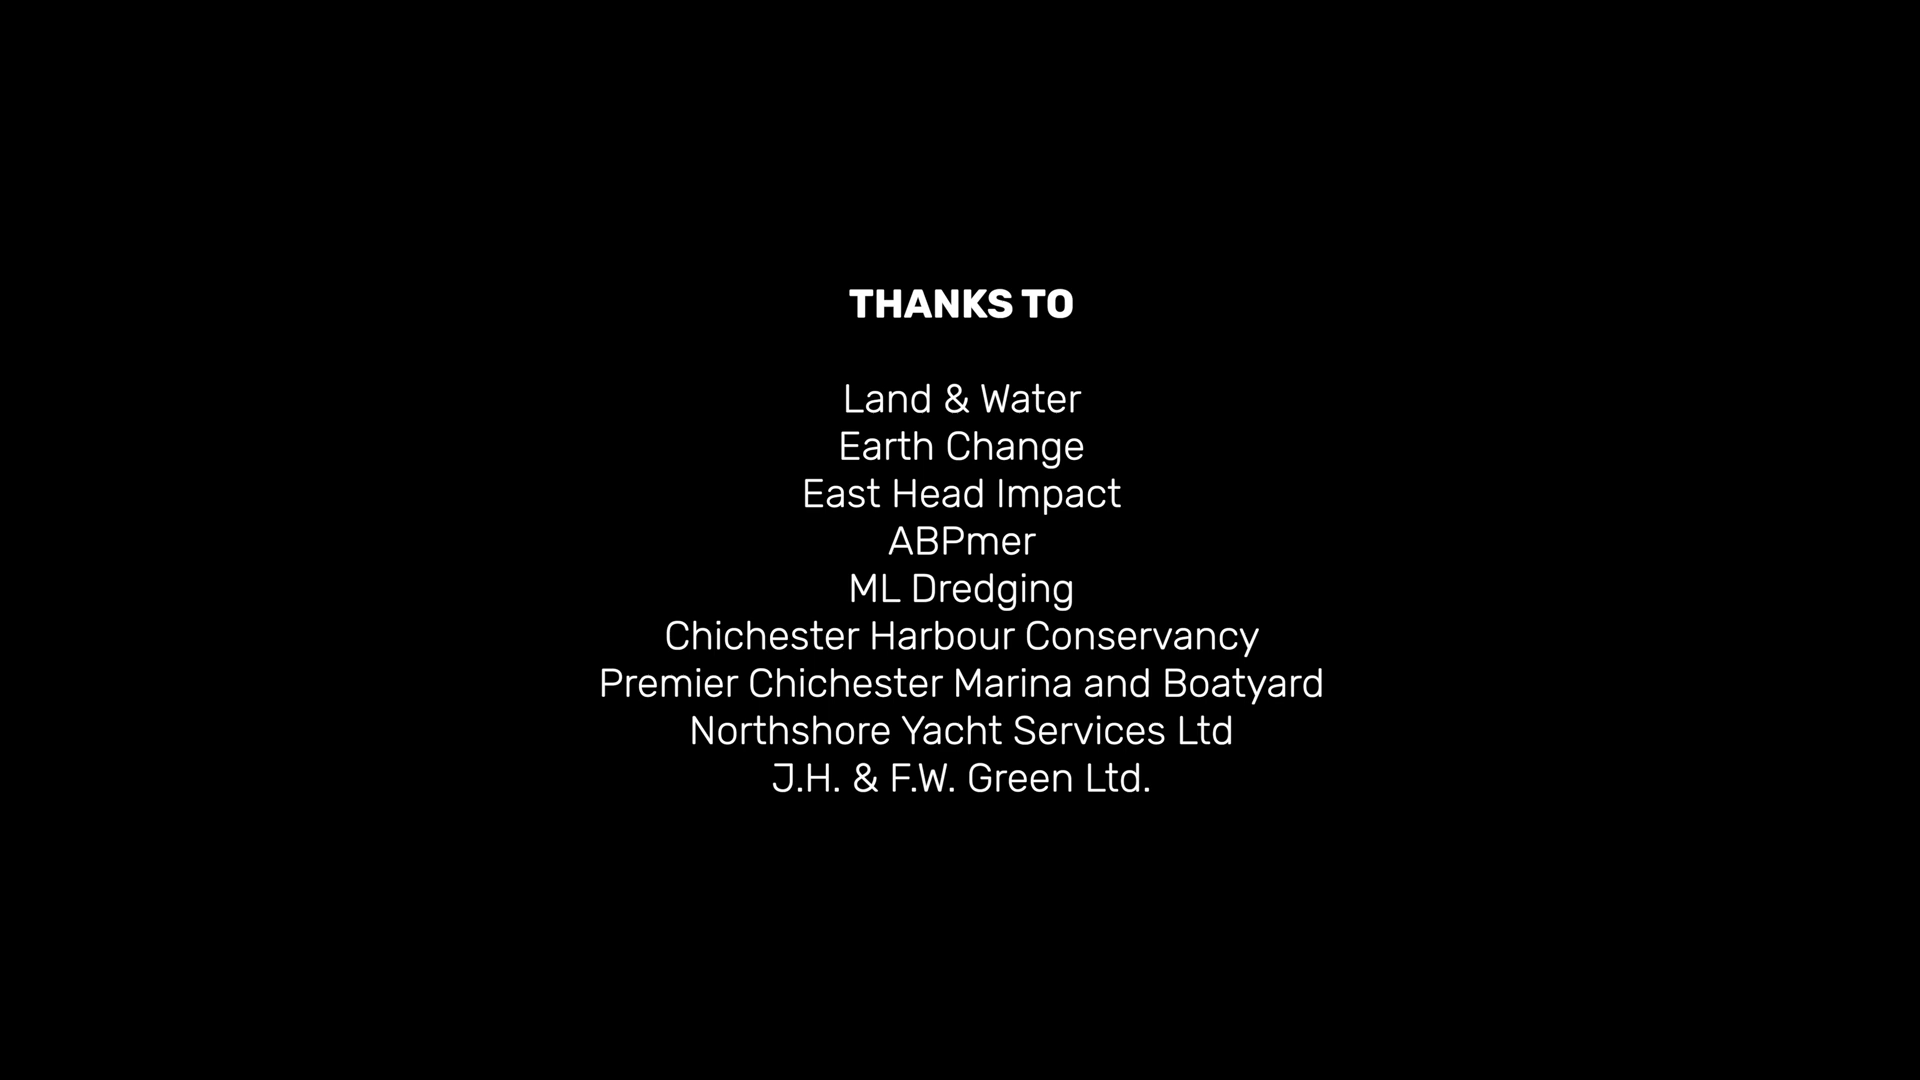 THANKS TO
Land & Water
Earth Change
East Head Impact
ABPmer
ML Dredging
Chichester Harbour Conservancy
Premier Chichester Marina and Boatyard
Northshore Yacht Services Ltd
J.H. & F.W. Green Ltd.